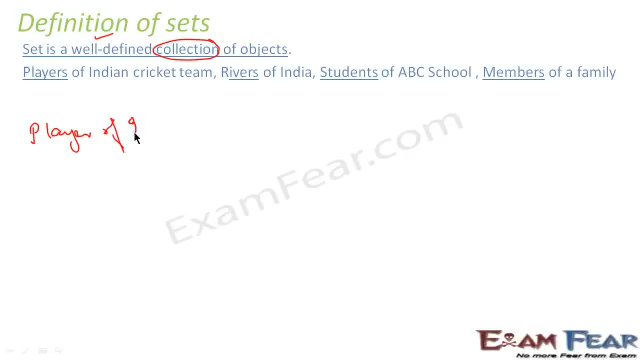 Definition of sets
Set is a well-defined collection of objects.
Players of Indian cricket team, Rivers of India, Students of ABC School , Members of a family
Player of
ExamFear.com
EXAM FEAR
No more Fear from Exam